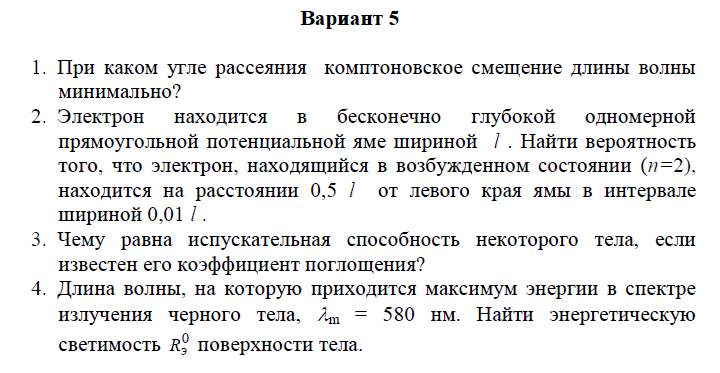 Вариант 5
1. При каком угле рассеяния комптоновское смещение длины волны
минимально?
2. Электрон находится в бесконечно глубокой одномерной
прямоугольной потенциальной яме шириной l . Найти вероятность
того, что электрон, находящийся в возбужденном состоянии (n=2),
находится на расстоянии 0,5 l от левого края ямы в интервале
шириной 0,01 l .
3. Чему равна испускательная способность некоторого тела, если
известен его коэффициент поглощения?
4. Длина волны, на которую приходится максимум энергии в спектре
излучения черного тела, λm = 580 нм. Найти энергетическую
светимость Rэ⁰ поверхности тела.